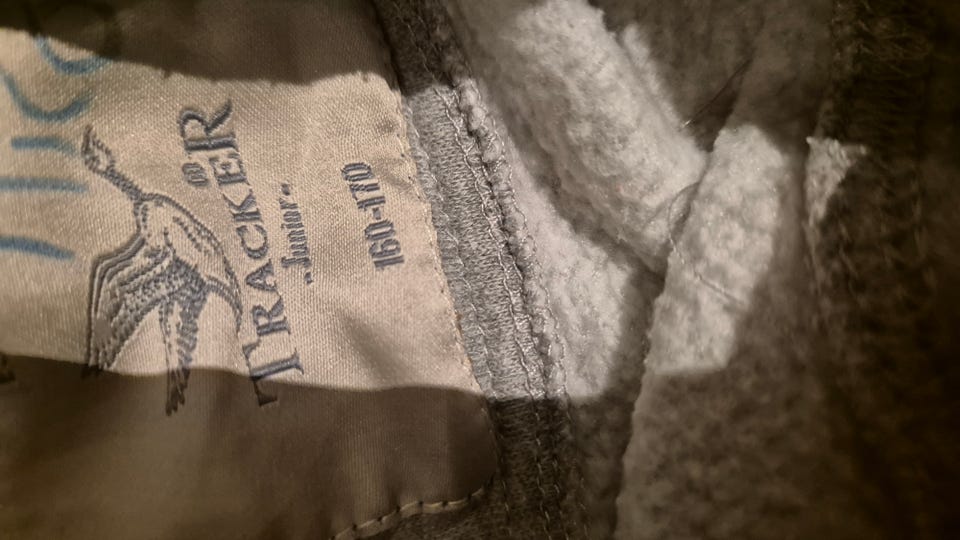 TRACKER®
"Junior"
160-170